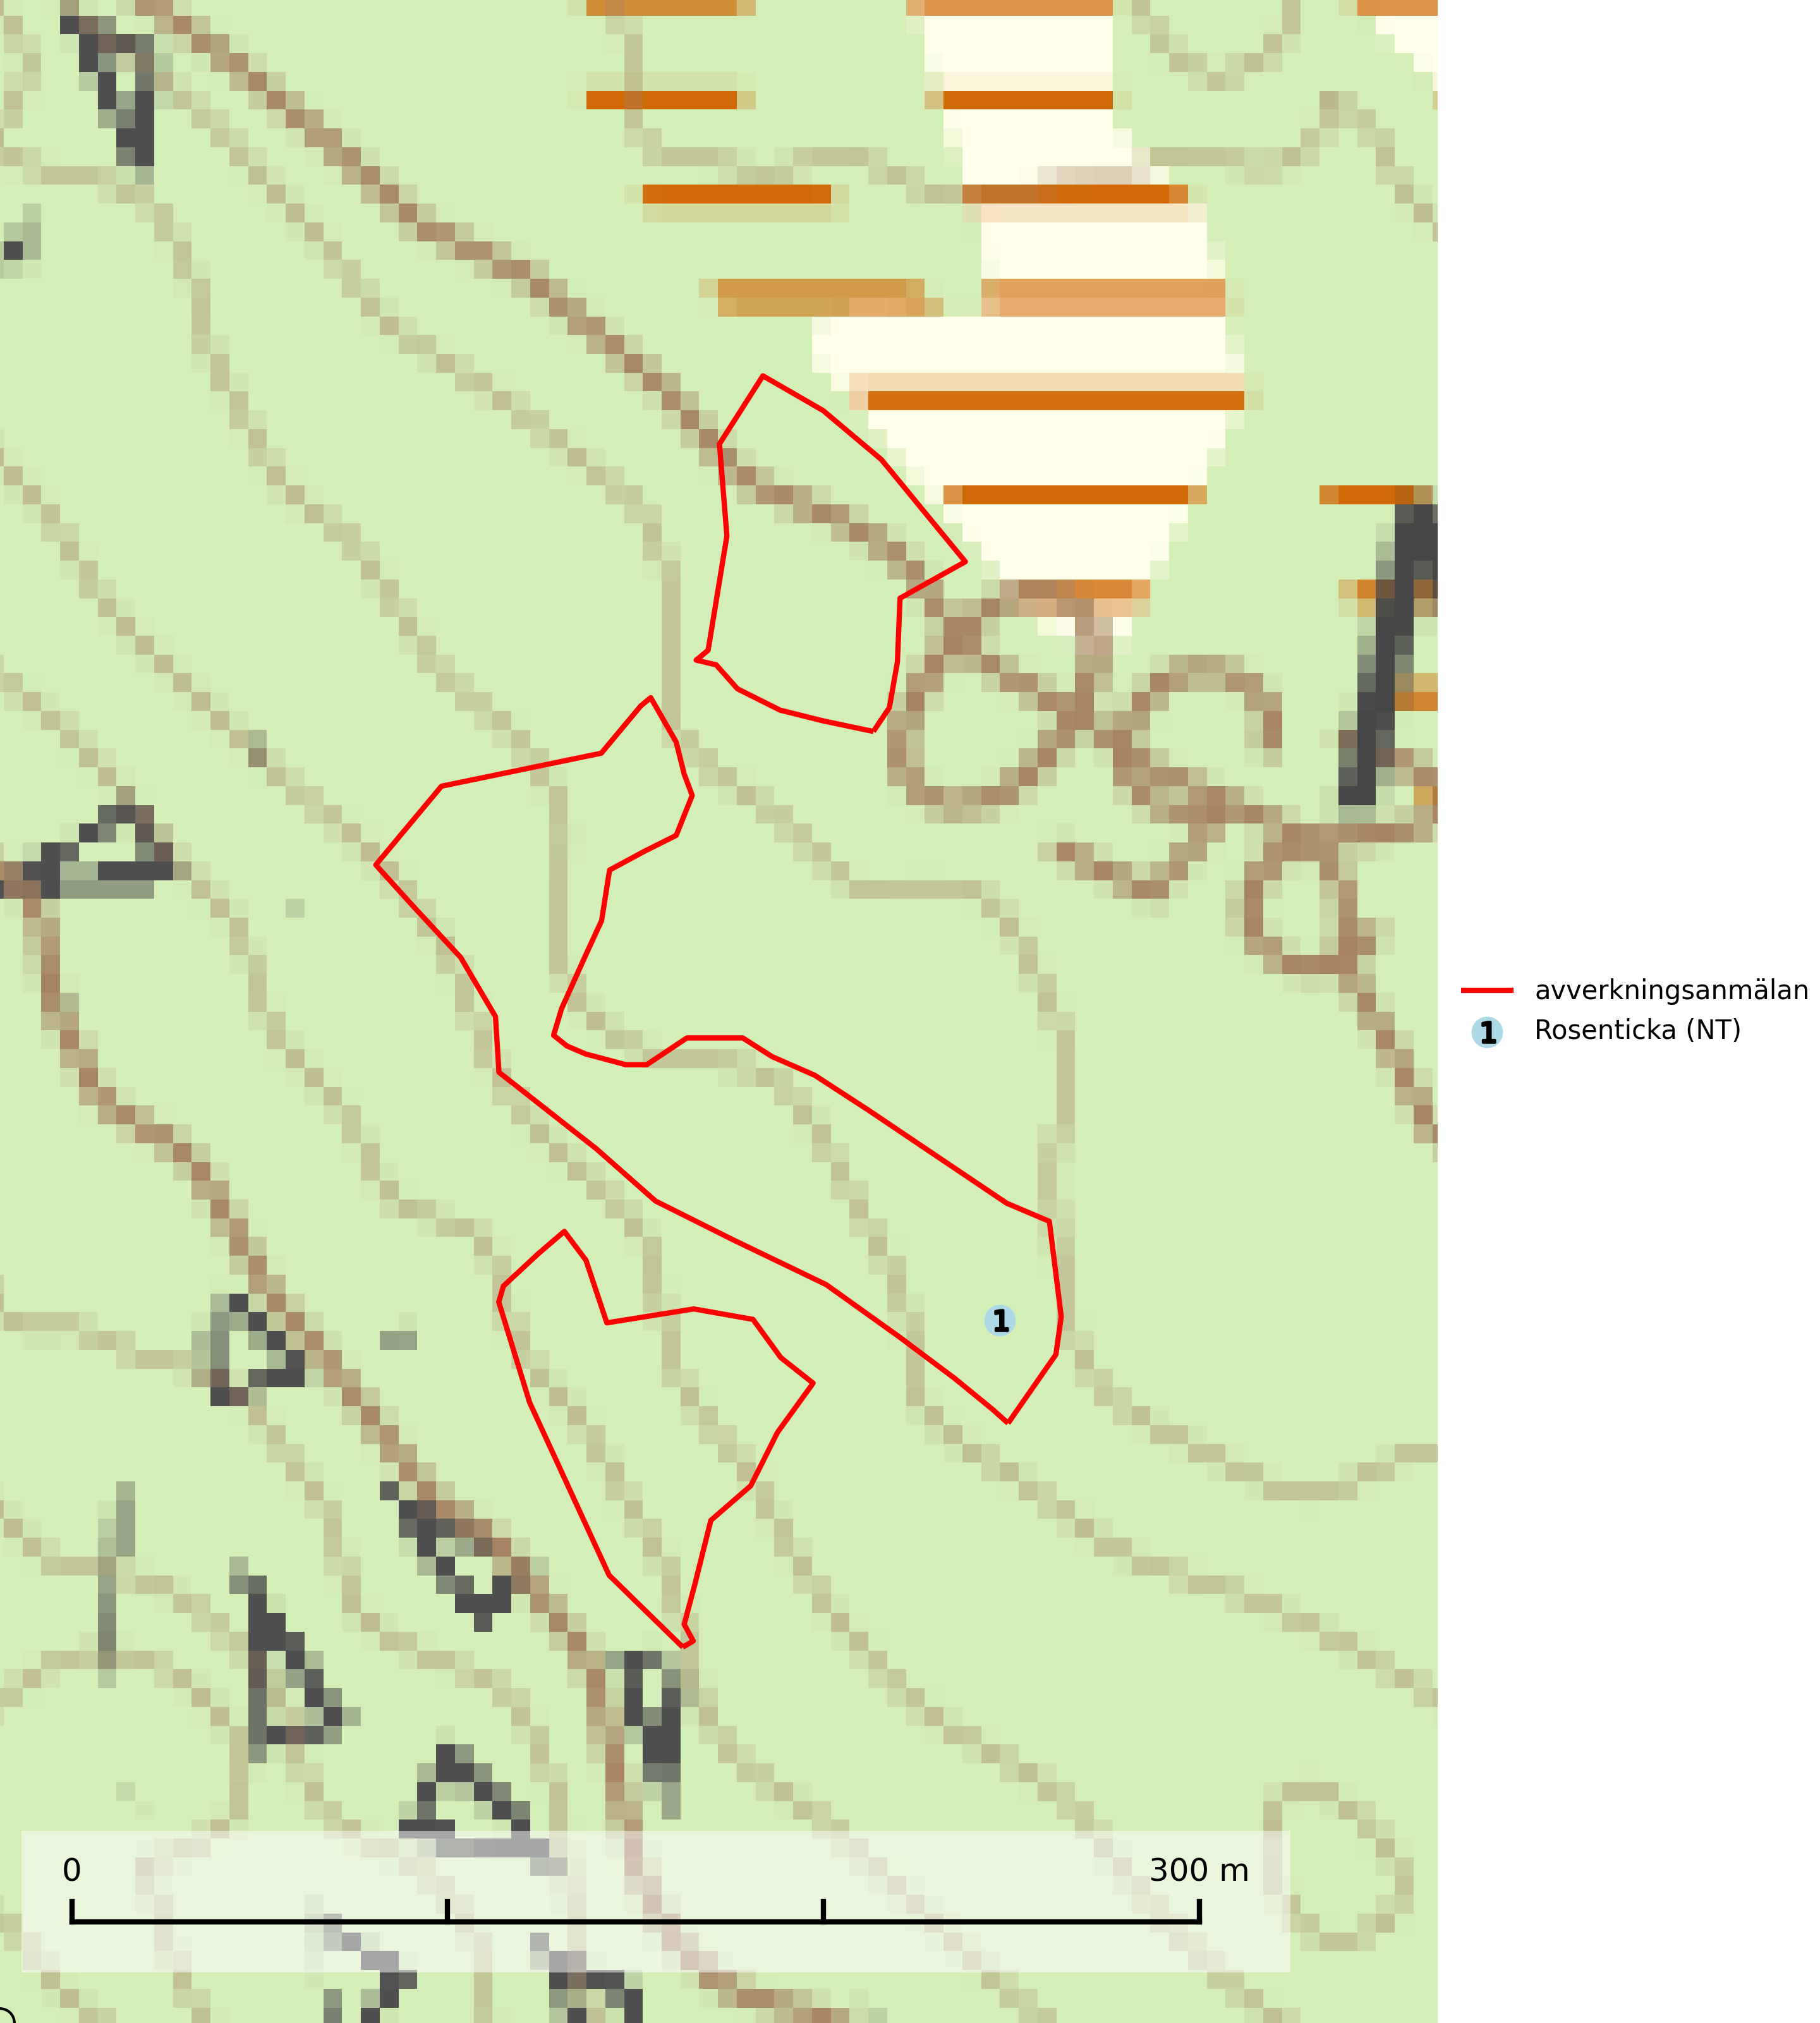 avverkningsanmälan
1 Rosenticka (NT)
1
0 300 m